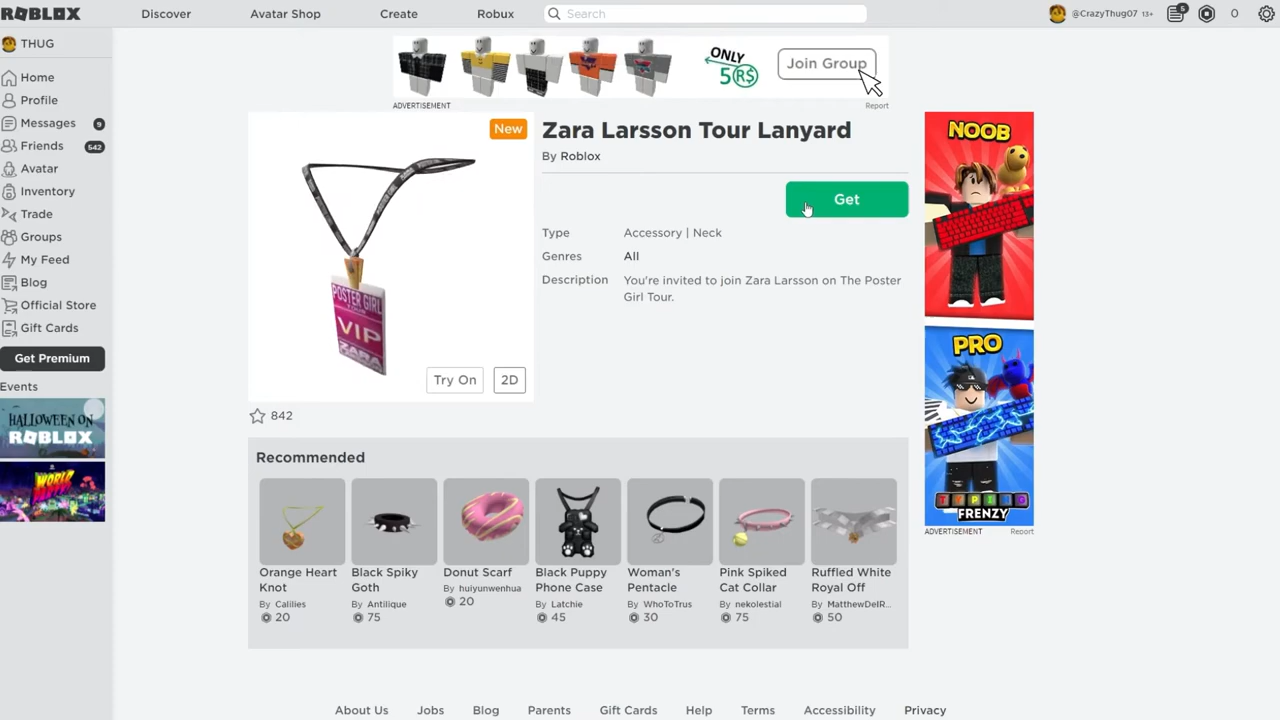 ROBLOX
Discover
Avatar Shop
Create
Robux
Search
@CrazyThug07 13+
5
0
THUG
Home
Profile
Messages 9
Friends 542
Avatar
Inventory
Trade
Groups
My Feed
Blog
Official Store
Gift Cards
Get Premium
Events
HALLOWEEN ON
ROBLOX
WORLD
ONLY
5 R$
Join Group
ADVERTISEMENT
Report
New
POSTER GIRL
VIP
ZARA
Try On
2D
842
Zara Larsson Tour Lanyard
By Roblox
Get
Type Accessory | Neck
Genres All
Description You're invited to join Zara Larsson on The Poster
Girl Tour.
NOOB
PRO
TYPING
FRENZY
ADVERTISEMENT
Report
Recommended
Orange Heart
Knot
By Calilies
20
Black Spiky
Goth
By Antilique
75
Donut Scarf
By huiyunwenhua
20
Black Puppy
Phone Case
By Latchie
45
Woman's
Pentacle
By WhoToTrus
30
Pink Spiked
Cat Collar
By nekolestial
75
Ruffled White
Royal Off
By MatthewDelR...
50
About Us
Jobs
Blog
Parents
Gift Cards
Help
Terms
Accessibility
Privacy